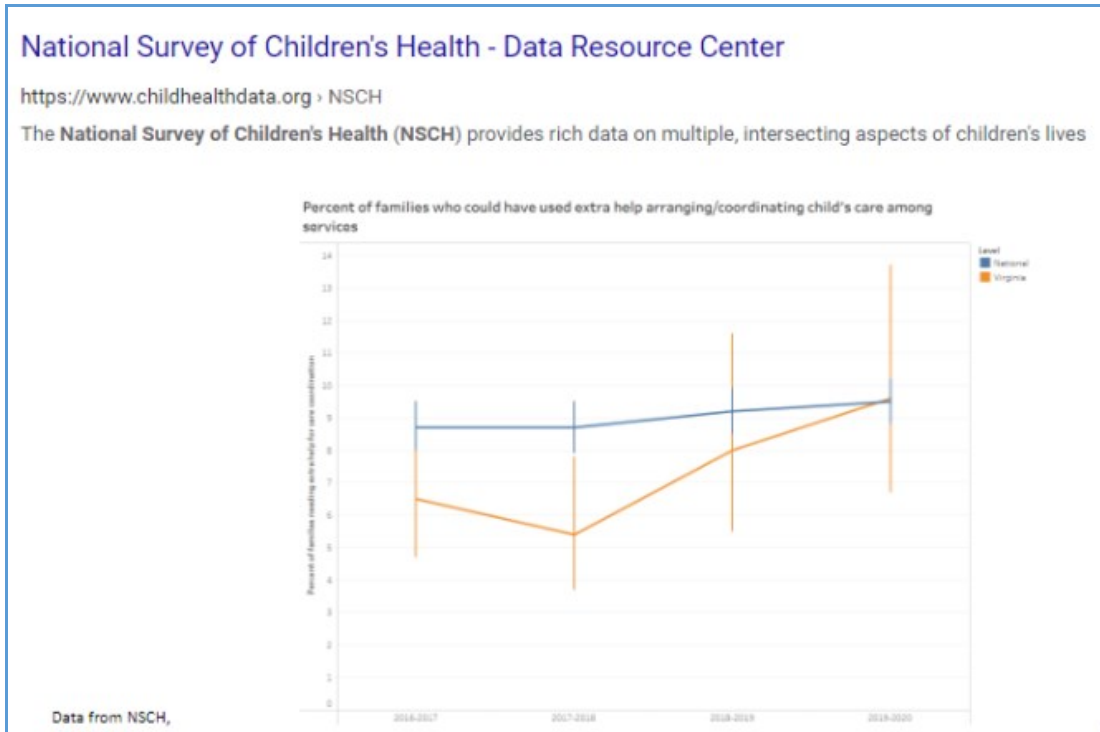 National Survey of Children's Health - Data Resource Center
https://www.childhealthdata.org › NSCH
The National Survey of Children's Health (NSCH) provides rich data on multiple, intersecting aspects of children's lives
Percent of families who could have used extra help arranging/coordinating child's care among
services
Level
National
Virginia
Percent of families needing extra help for care coordination
14
13
12
11
10
9
8
7
6
5
4
3
2
1
0
2016-2017 2017-2018 2018-2019 2019-2020
Data from NSCH,